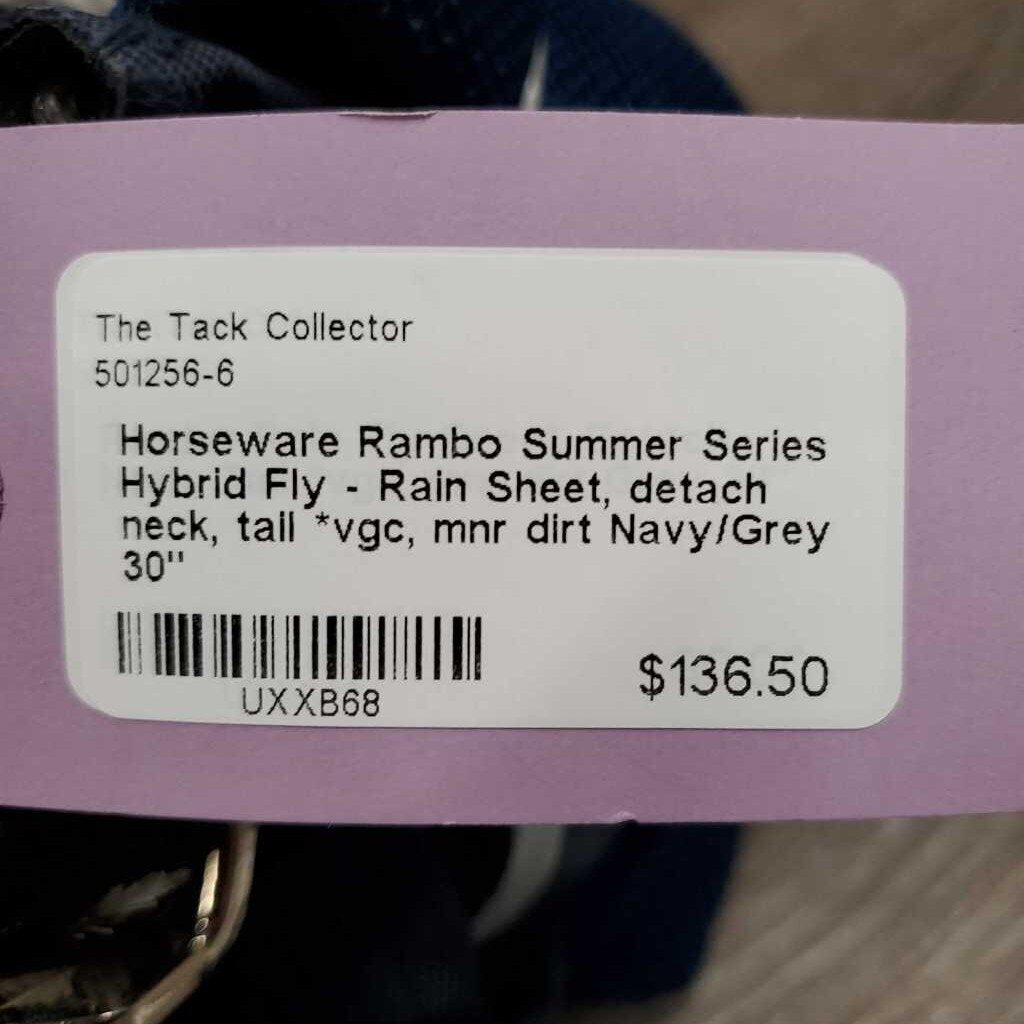 The Tack Collector
501256-6
Horseware Rambo Summer Series
Hybrid Fly - Rain Sheet, detach
neck, tail *vgc, mnr dirt Navy/Grey
30"
UXXB68
$136.50